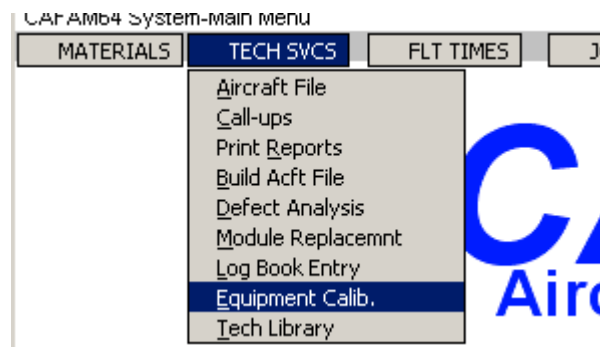 CAFAM64 System-Main Menu
MATERIALS TECH SVCS FLT TIMES J
Aircraft File
Call-ups
Print Reports
Build Acft File
Defect Analysis
Module Replacemnt
Log Book Entry
Equipment Calib.
Tech Library
CA
Airc